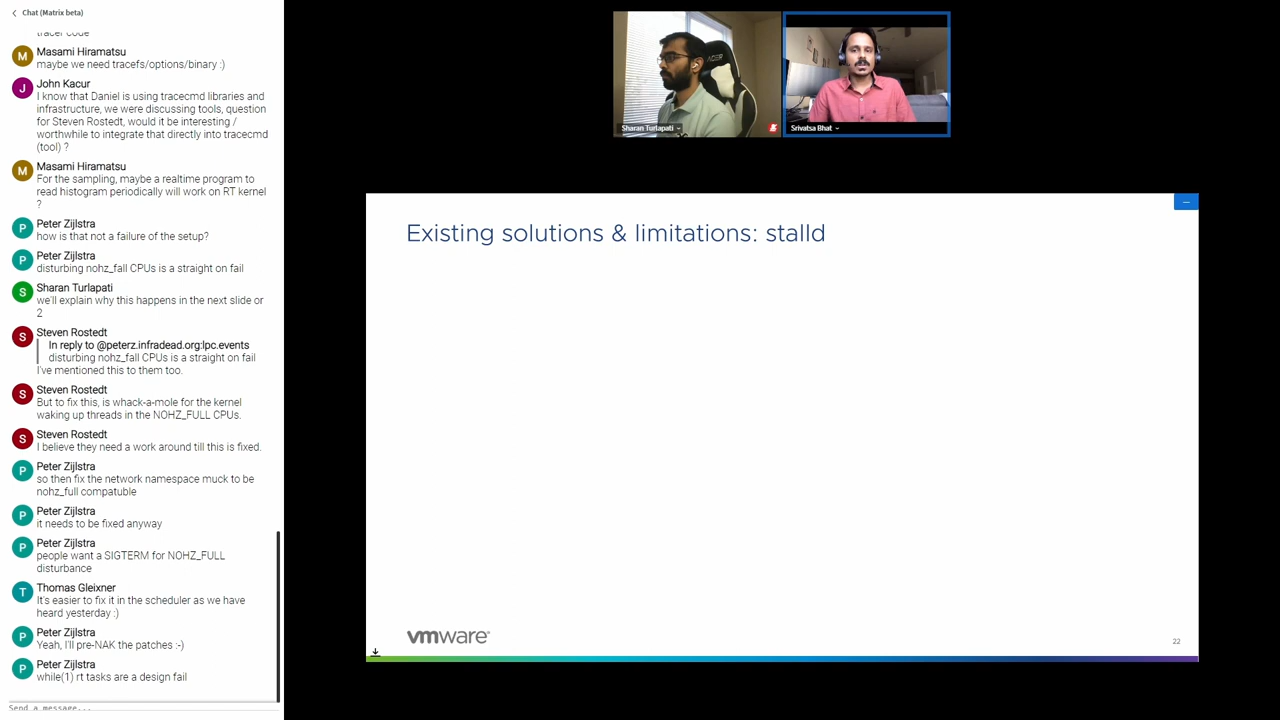 Chat (Matrix beta)
tracer code
M
Masami Hiramatsu
maybe we need tracefs/options/binary :)
J
John Kacur
I know that Daniel is using tracecmd libraries and
infrastructure, we were discussing tools, question
for Steven Rostedt, would it be interesting /
worthwhile to integrate that directly into tracecmd
(tool) ?
M
Masami Hiramatsu
For the sampling, maybe a realtime program to
read histogram periodically will work on RT kernel
?
P
Peter Zijlstra
how is that not a failure of the setup?
P
Peter Zijlstra
disturbing nohz_fall CPUs is a straight on fail
S
Sharan Turlapati
we'll explain why this happens in the next slide or
2
S
Steven Rostedt
In reply to @peterz.infradead.org:lpc.events
disturbing nohz_fall CPUs is a straight on fail
I've mentioned this to them too.
S
Steven Rostedt
But to fix this, is whack-a-mole for the kernel
waking up threads in the NOHZ_FULL CPUs.
S
Steven Rostedt
I believe they need a work around till this is fixed.
P
Peter Zijlstra
so then fix the network namespace muck to be
nohz_full compatuble
P
Peter Zijlstra
it needs to be fixed anyway
P
Peter Zijlstra
people want a SIGTERM for NOHZ_FULL
disturbance
T
Thomas Gleixner
It's easier to fix it in the scheduler as we have
heard yesterday :)
P
Peter Zijlstra
Yeah, I'll pre-NAK the patches :-)
P
Peter Zijlstra
while(1) rt tasks are a design fail
Send a message...
Sharan Turlapati
Srivatsa Bhat
Existing solutions & limitations: stalld
vmware
22